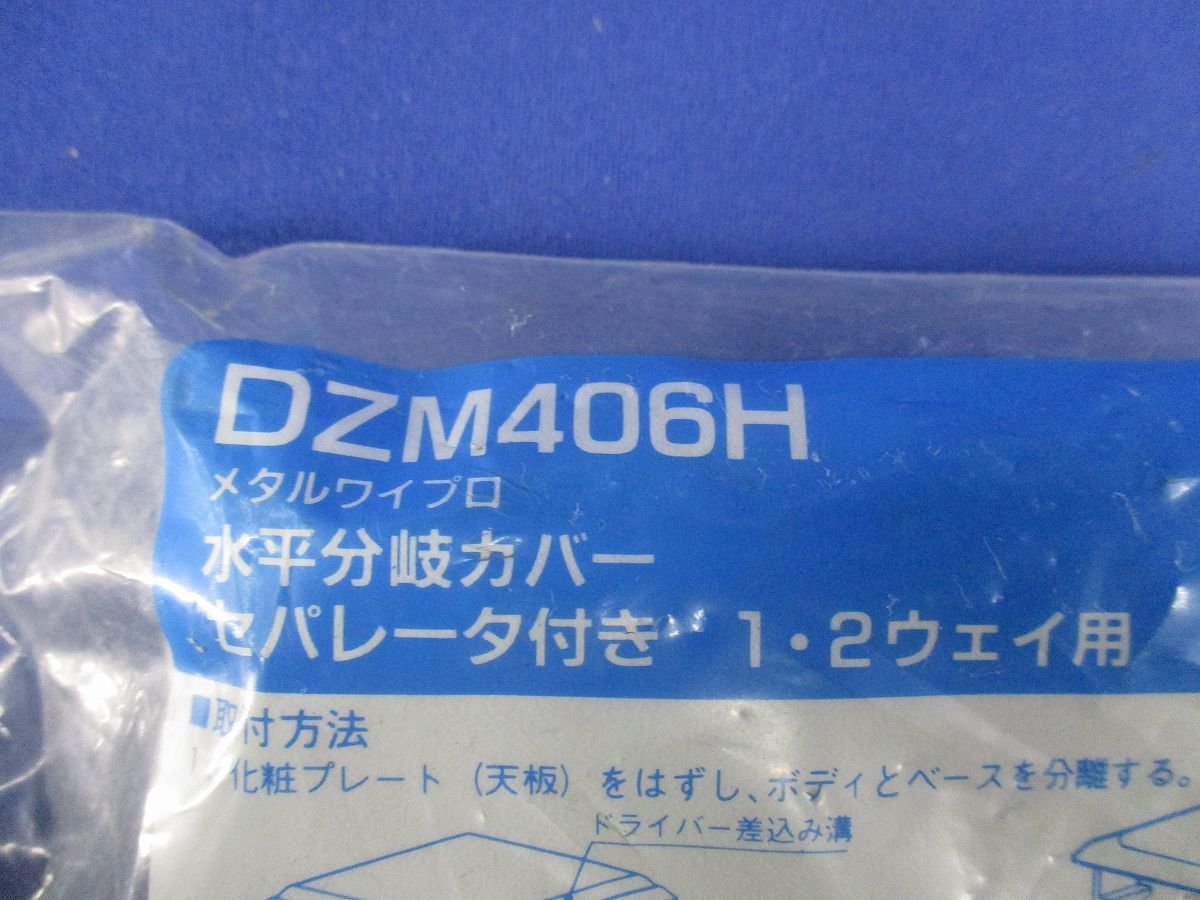 DZM406H
メタルワイプロ
水平分岐カバー
セパレータ付き 1・2ウェイ用
■取付方法
1 化粧プレート(天板)をはずし、ボディとベースを分離する。
ドライバー差込み溝